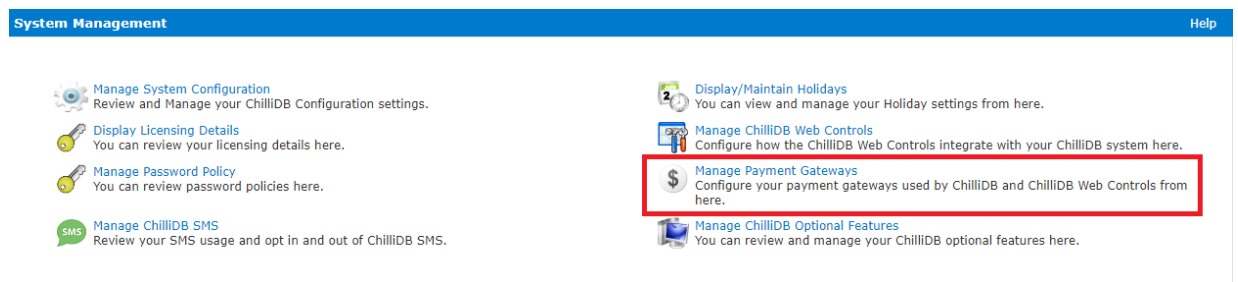 System Management
Help
Manage System Configuration
Review and Manage your ChilliDB Configuration settings.
Display Licensing Details
You can review your licensing details here.
Manage Password Policy
You can review password policies here.
SMS
Manage ChilliDB SMS
Review your SMS usage and opt in and out of ChilliDB SMS.
2
Display/Maintain Holidays
You can view and manage your Holiday settings from here.
Manage ChilliDB Web Controls
Configure how the ChilliDB Web Controls integrate with your ChilliDB system here.
$
Manage Payment Gateways
Configure your payment gateways used by ChilliDB and ChilliDB Web Controls from
here.
Manage ChilliDB Optional Features
You can review and manage your ChilliDB optional features here.